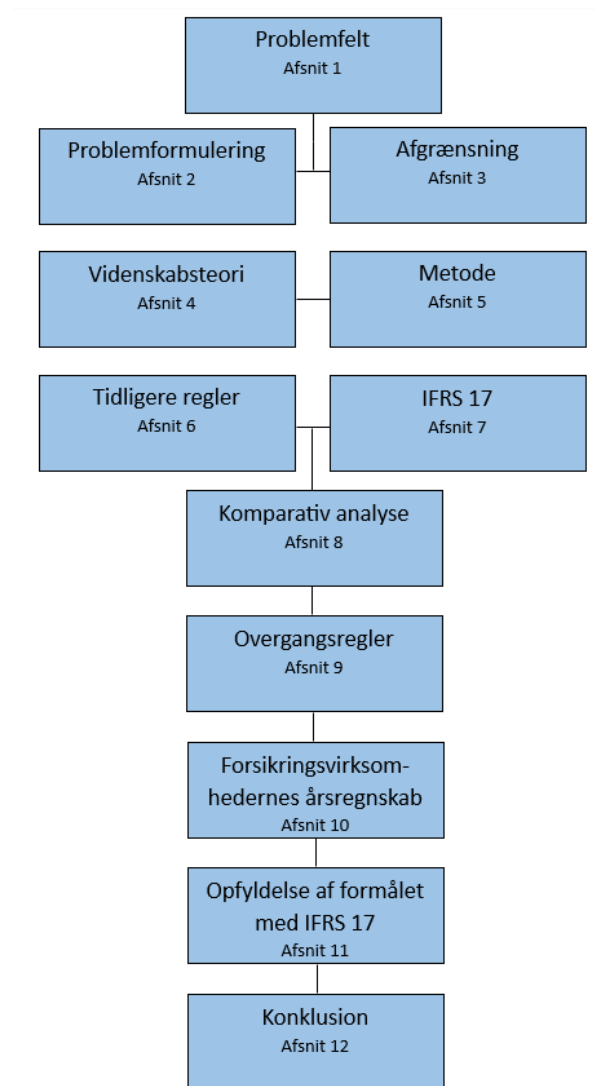 Problemfelt
Afsnit 1
Problemformulering
Afsnit 2
Afgrænsning
Afsnit 3
Videnskabsteori
Afsnit 4
Metode
Afsnit 5
Tidligere regler
Afsnit 6
IFRS 17
Afsnit 7
Komparativ analyse
Afsnit 8
Overgangsregler
Afsnit 9
Forsikringsvirksom-
hedernes årsregnskab
Afsnit 10
Opfyldelse af formålet
med IFRS 17
Afsnit 11
Konklusion
Afsnit 12